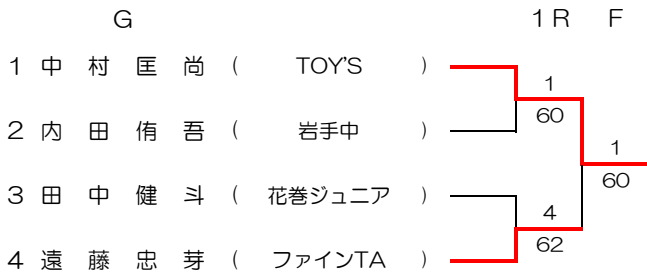 G 1R F
1 中村匡尚 ( TOY'S )
1
2 内田侑吾 ( 岩手中 ) 60
1
60
3 田中健斗 ( 花巻ジュニア )
4
62
4 遠藤忠芽 ( ファインTA )